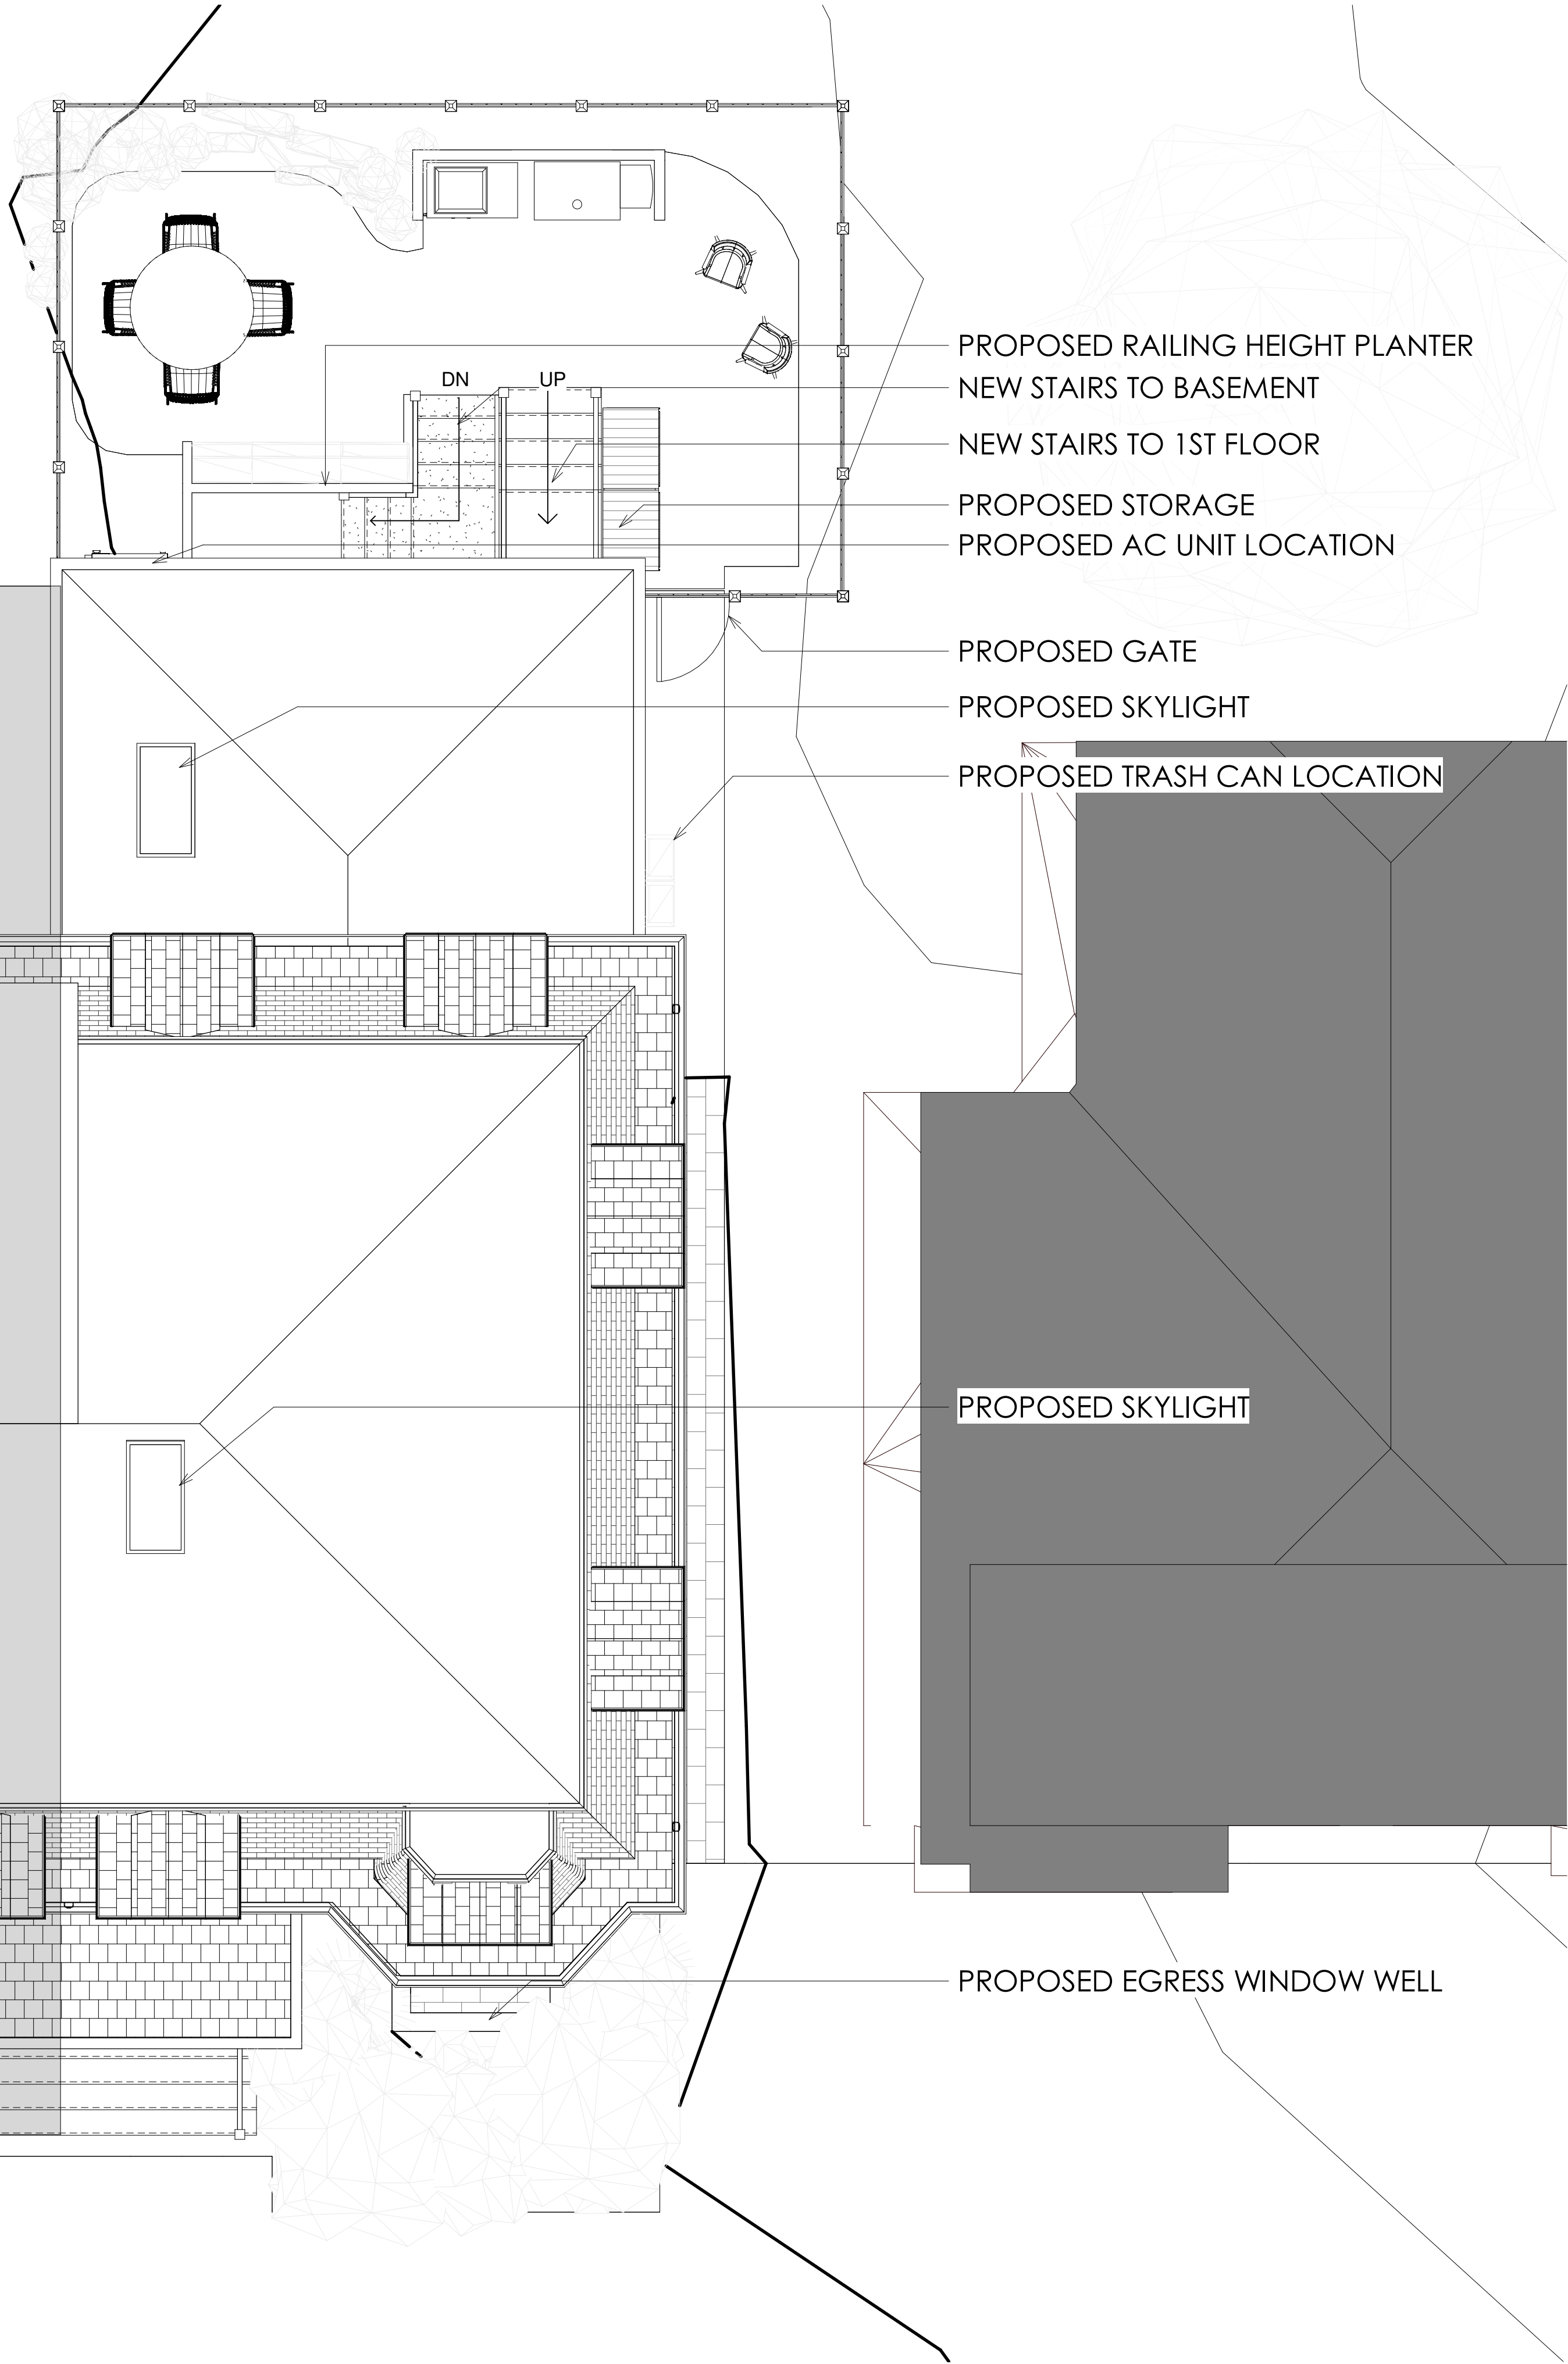 PROPOSED RAILING HEIGHT PLANTER
DN
UP
NEW STAIRS TO BASEMENT
NEW STAIRS TO 1ST FLOOR
PROPOSED STORAGE
PROPOSED AC UNIT LOCATION
PROPOSED GATE
PROPOSED SKYLIGHT
PROPOSED TRASH CAN LOCATION
PROPOSED SKYLIGHT
PROPOSED EGRESS WINDOW WELL